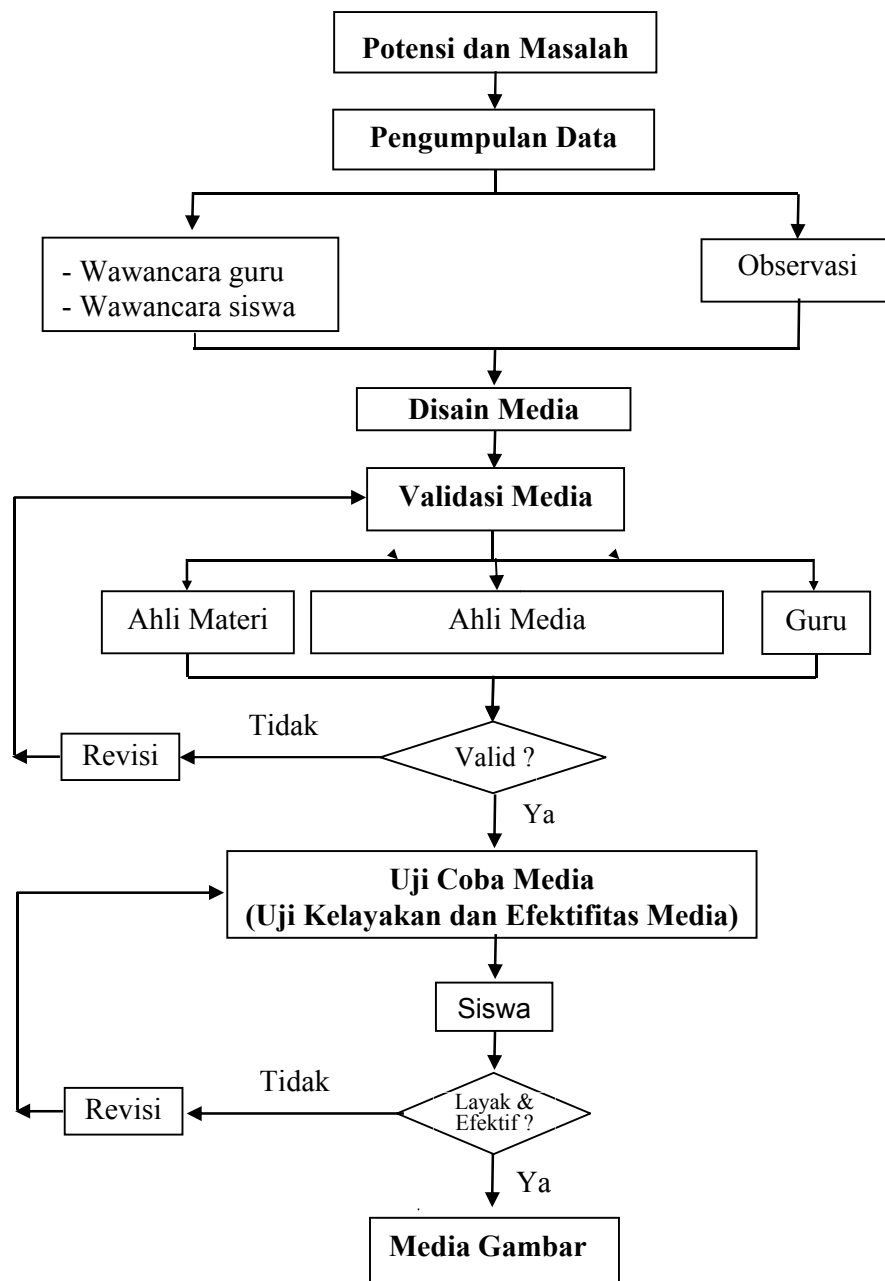 Potensi dan Masalah
Pengumpulan Data
- Wawancara guru
- Wawancara siswa
Observasi
Disain Media
Validasi Media
Ahli Materi
Ahli Media
Guru
Tidak
Revisi
Valid ?
Ya
Uji Coba Media
(Uji Kelayakan dan Efektifitas Media)
Siswa
Tidak
Revisi
Layak &
Efektif ?
Ya
Media Gambar